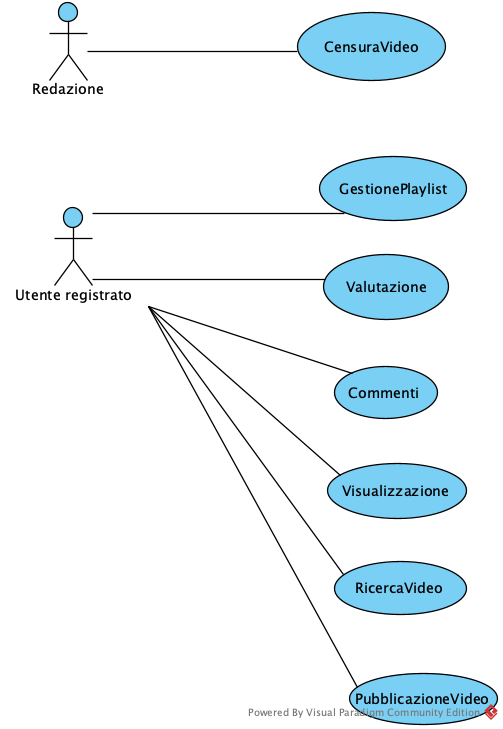 CensuraVideo
Redazione
GestionePlaylist
Utente registrato
Valutazione
Commenti
Visualizzazione
RicercaVideo
PubblicazioneVideo
Powered By Visual Paradigm Community Edition